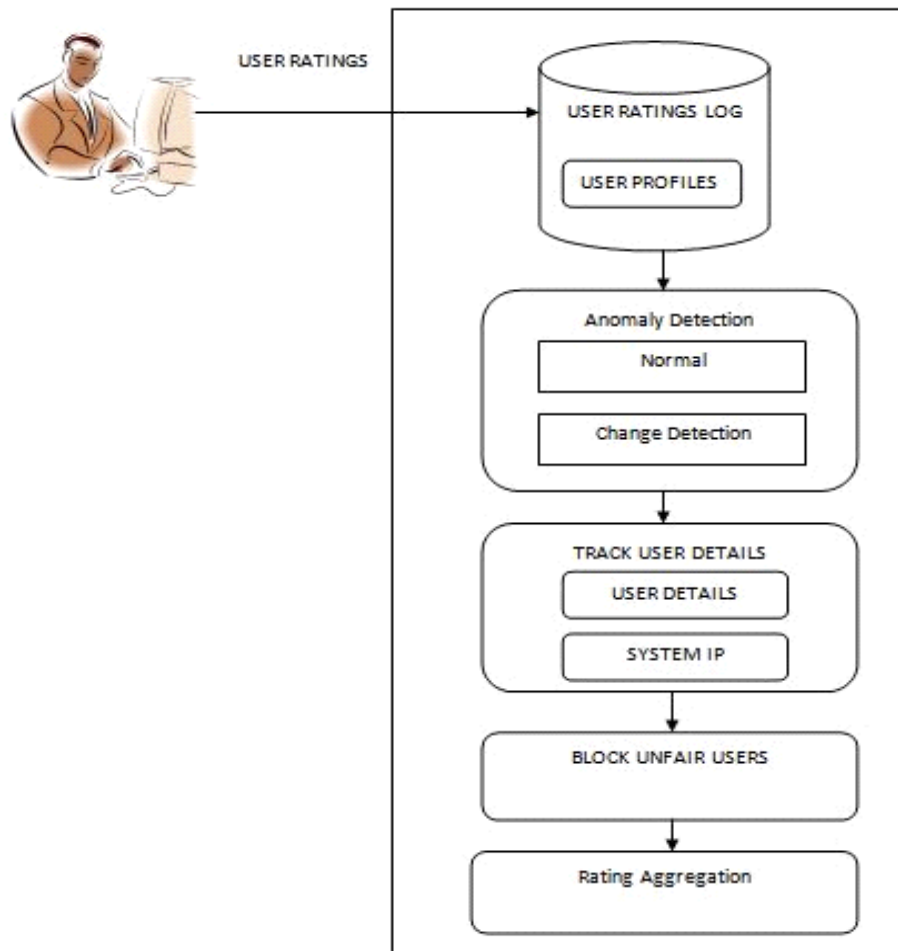 USER RATINGS
USER RATINGS LOG
USER PROFILES
Anomaly Detection
Normal
Change Detection
TRACK USER DETAILS
USER DETAILS
SYSTEM IP
BLOCK UNFAIR USERS
Rating Aggregation